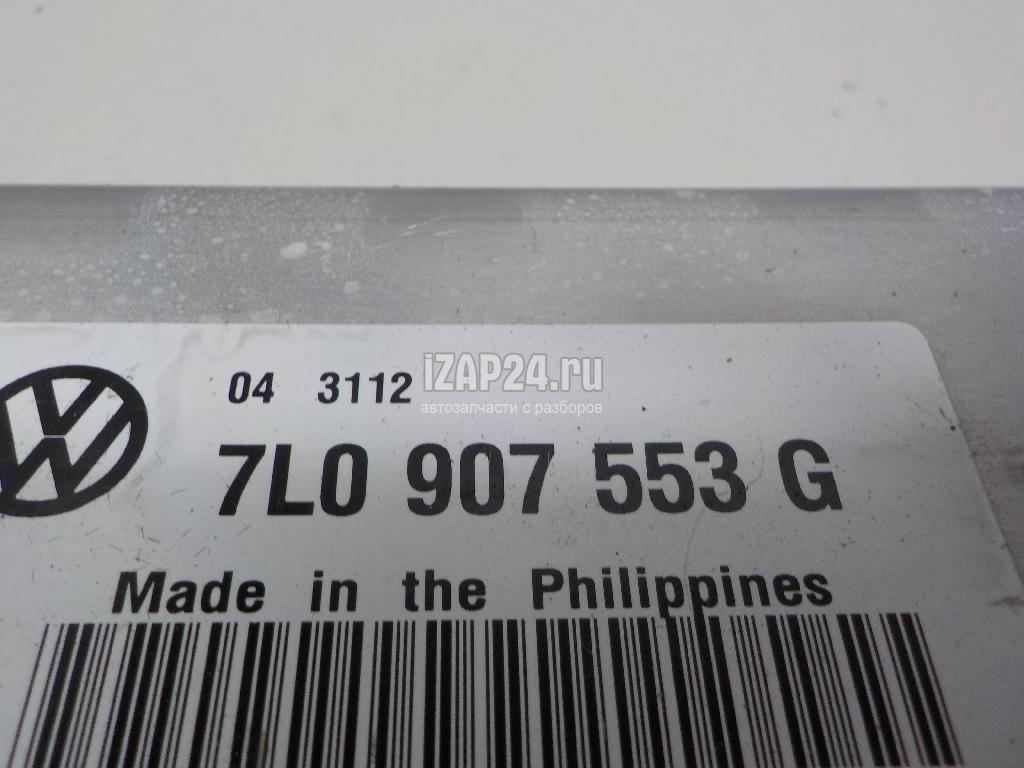 iZAP24.ru
автозапчасти с разборов
04 3112
7L0 907 553 G
Made in the Philippines